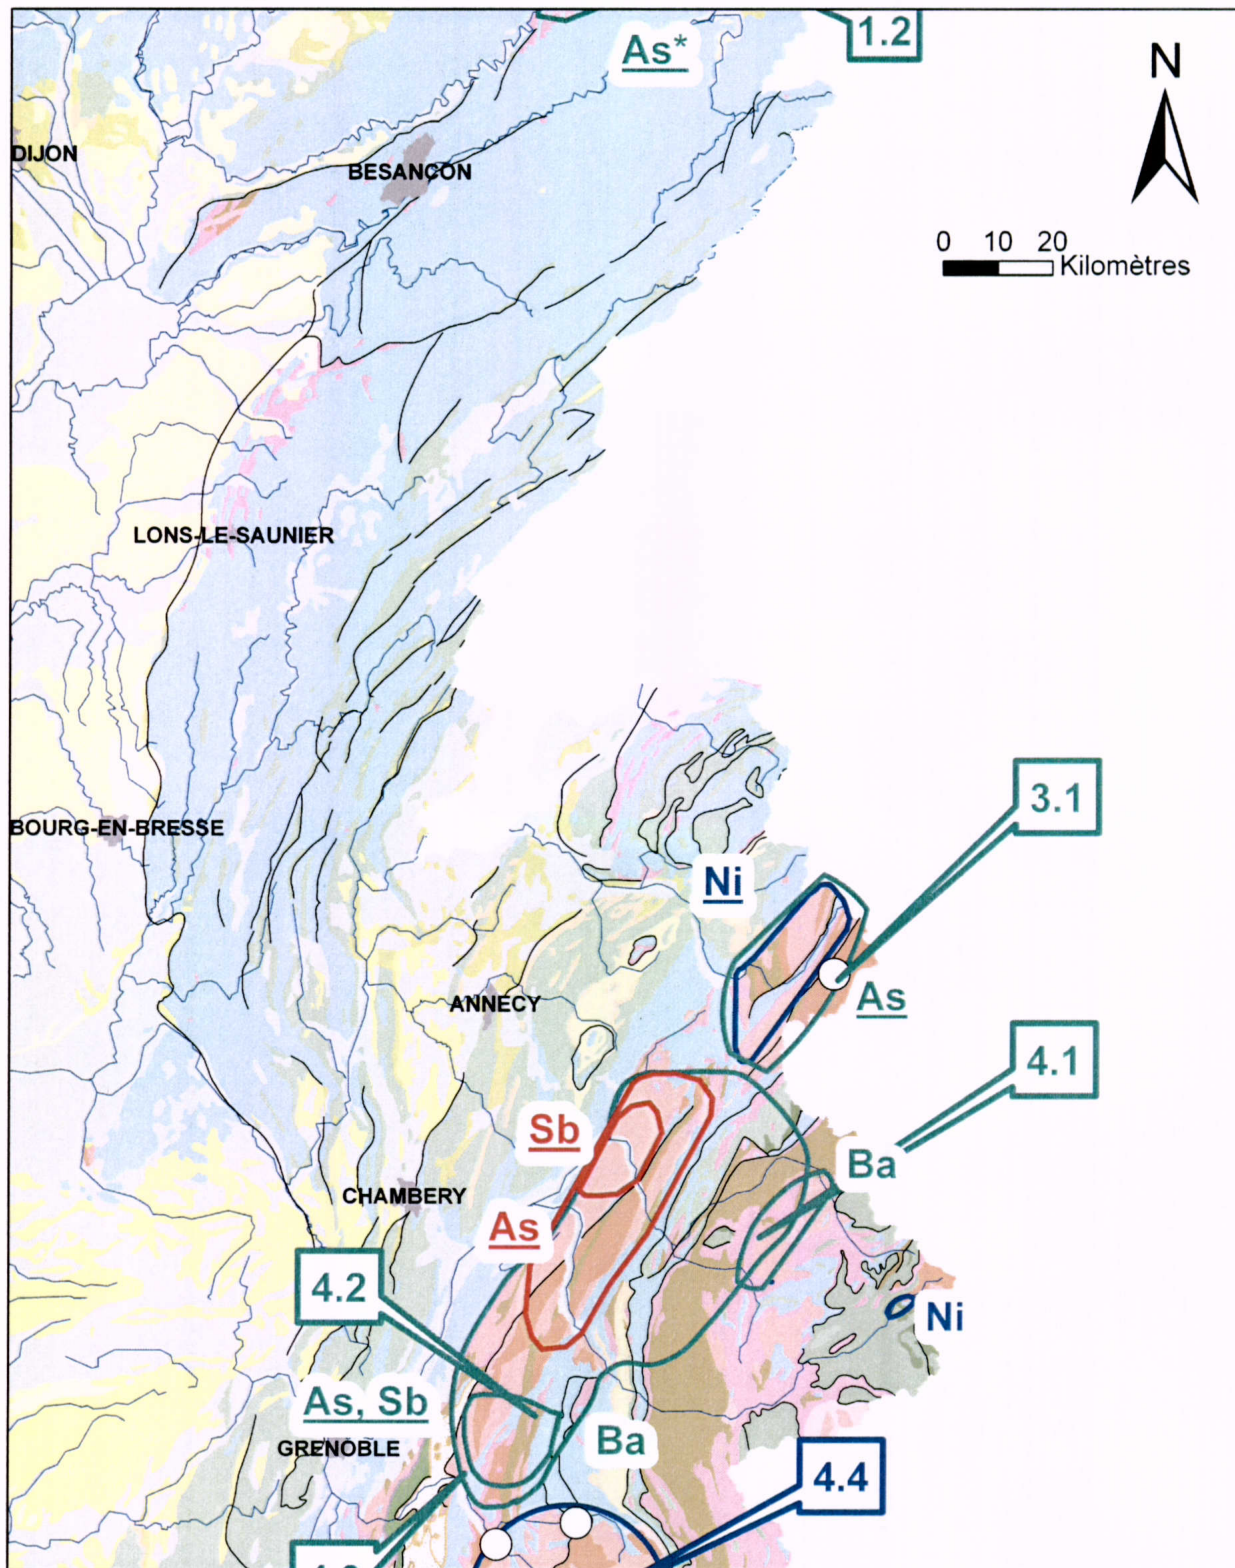 1.2
As*
N
DIJON
BESANÇON
0 10 20
Kilomètres
LONS-LE-SAUNIER
3.1
BOURG-EN-BRESSE
Ni
As
ANNECY
4.1
Sb
Ba
CHAMBERY
As
4.2
Ni
As, Sb
Ba
GRENOBLE
4.4